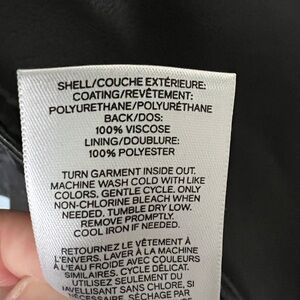 SHELL/COUCHE EXTÉRIEURE:
COATING/REVÊTEMENT:
POLYURETHANE/POLYURÉTHANE
BACK/DOS:
100% VISCOSE
LINING/DOUBLURE:
100% POLYESTER
TURN GARMENT INSIDE OUT.
MACHINE WASH COLD WITH LIKE
COLORS. GENTLE CYCLE. ONLY
NON-CHLORINE BLEACH WHEN
NEEDED. TUMBLE DRY LOW.
REMOVE PROMPTLY.
COOL IRON IF NEEDED.
RETOURNEZ LE VÊTEMENT À
L'ENVERS. LAVER À LA MACHINE
À L'EAU FROIDE AVEC COULEURS
SIMILAIRES. CYCLE DÉLICAT.
UTILISEZ SEULEMENT DU
JAVELLISANT SANS CHLORE, SI
NÉCESSAIRE. SÉCHAGE PAR